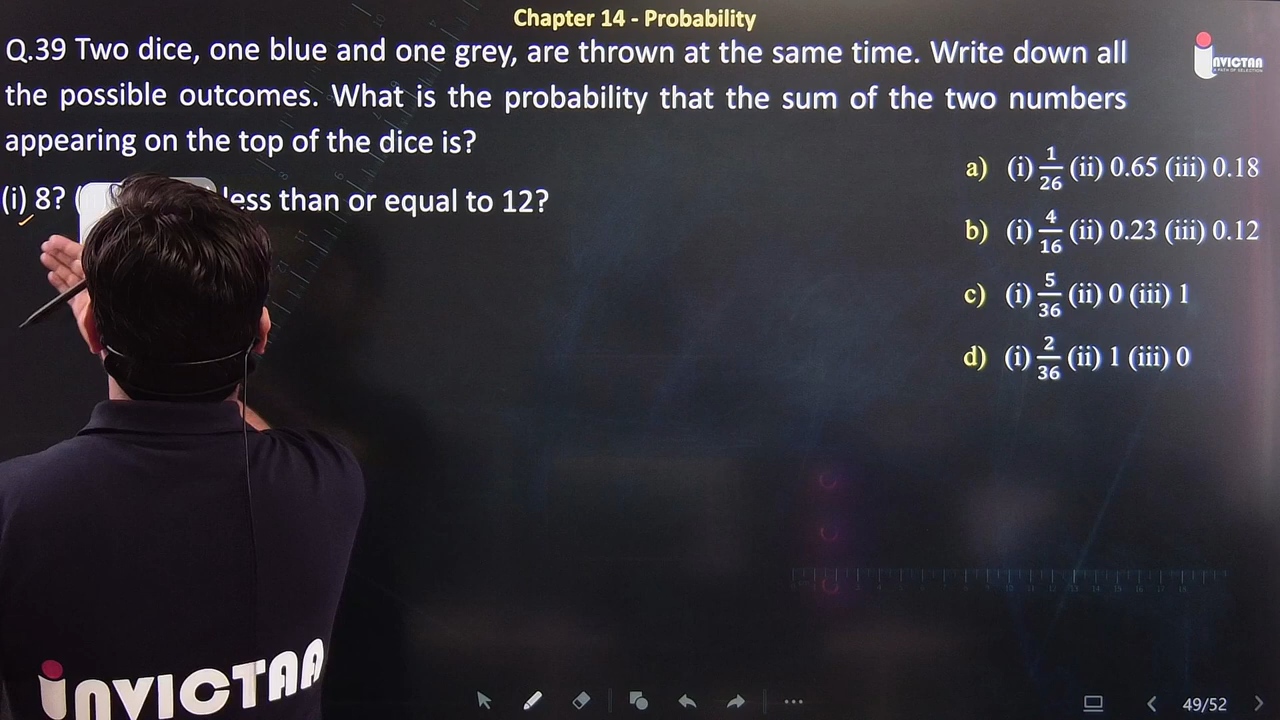 Chapter 14 - Probability
Q.39 Two dice, one blue and one grey, are thrown at the same time. Write down all
the possible outcomes. What is the probability that the sum of the two numbers
appearing on the top of the dice is?
(i) 8? less than or equal to 12?
a) (i) 1/26 (ii) 0.65 (iii) 0.18
b) (i) 4/16 (ii) 0.23 (iii) 0.12
c) (i) 5/36 (ii) 0 (iii) 1
d) (i) 2/36 (ii) 1 (iii) 0
iNVICTAA
A PATH OF SELECTION
iNVICTAA
49/52